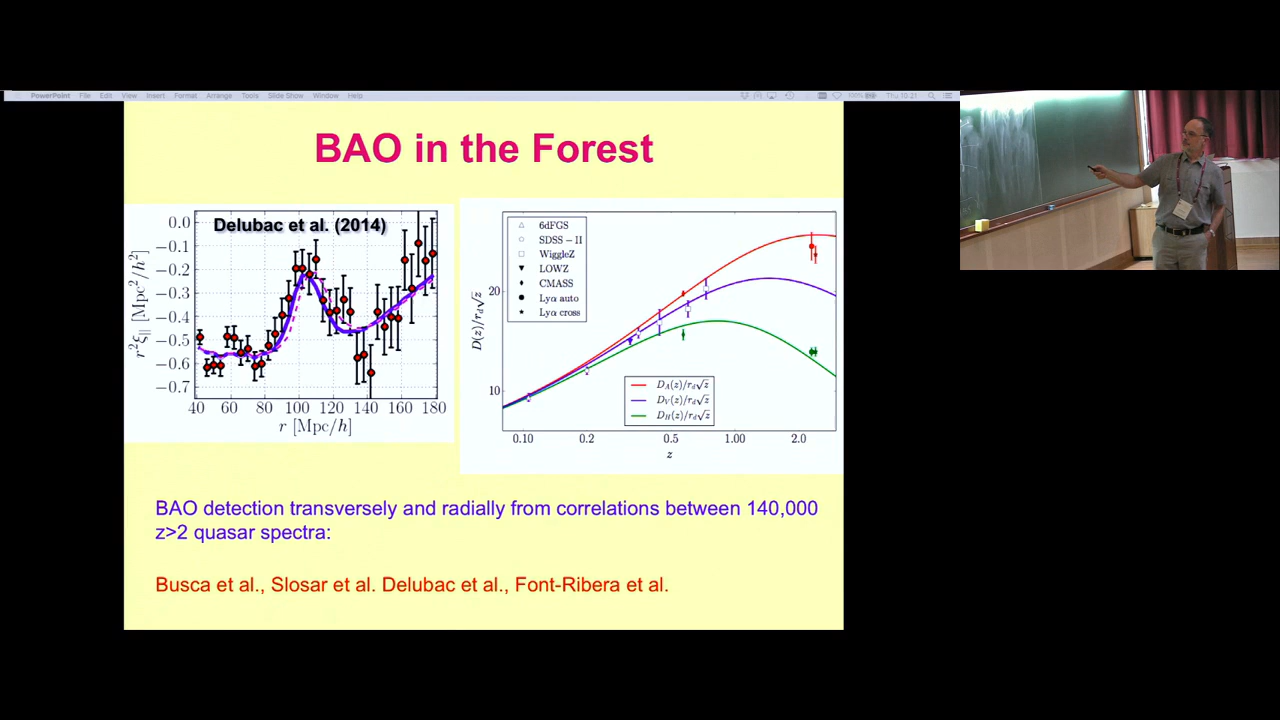 PowerPoint File Edit View Insert Format Arrange Tools Slide Show Window Help
100% Thu 10:21
BAO in the Forest
Delubac et al. (2014)
0.0
−0.1
−0.2
−0.3
−0.4
−0.5
−0.6
−0.7
r²ξ|| [Mpc²/h²]
40 60 80 100 120 140 160 180
r [Mpc/h]
6dFGS
SDSS − II
WiggleZ
LOWZ
CMASS
Lyα auto
Lyα cross
20
10
D(z)/r_d√z
D_A(z)/r_d√z
D_V(z)/r_d√z
D_H(z)/r_d√z
0.10 0.2 0.5 1.00 2.0
z
BAO detection transversely and radially from correlations between 140,000
z>2 quasar spectra:
Busca et al., Slosar et al. Delubac et al., Font-Ribera et al.